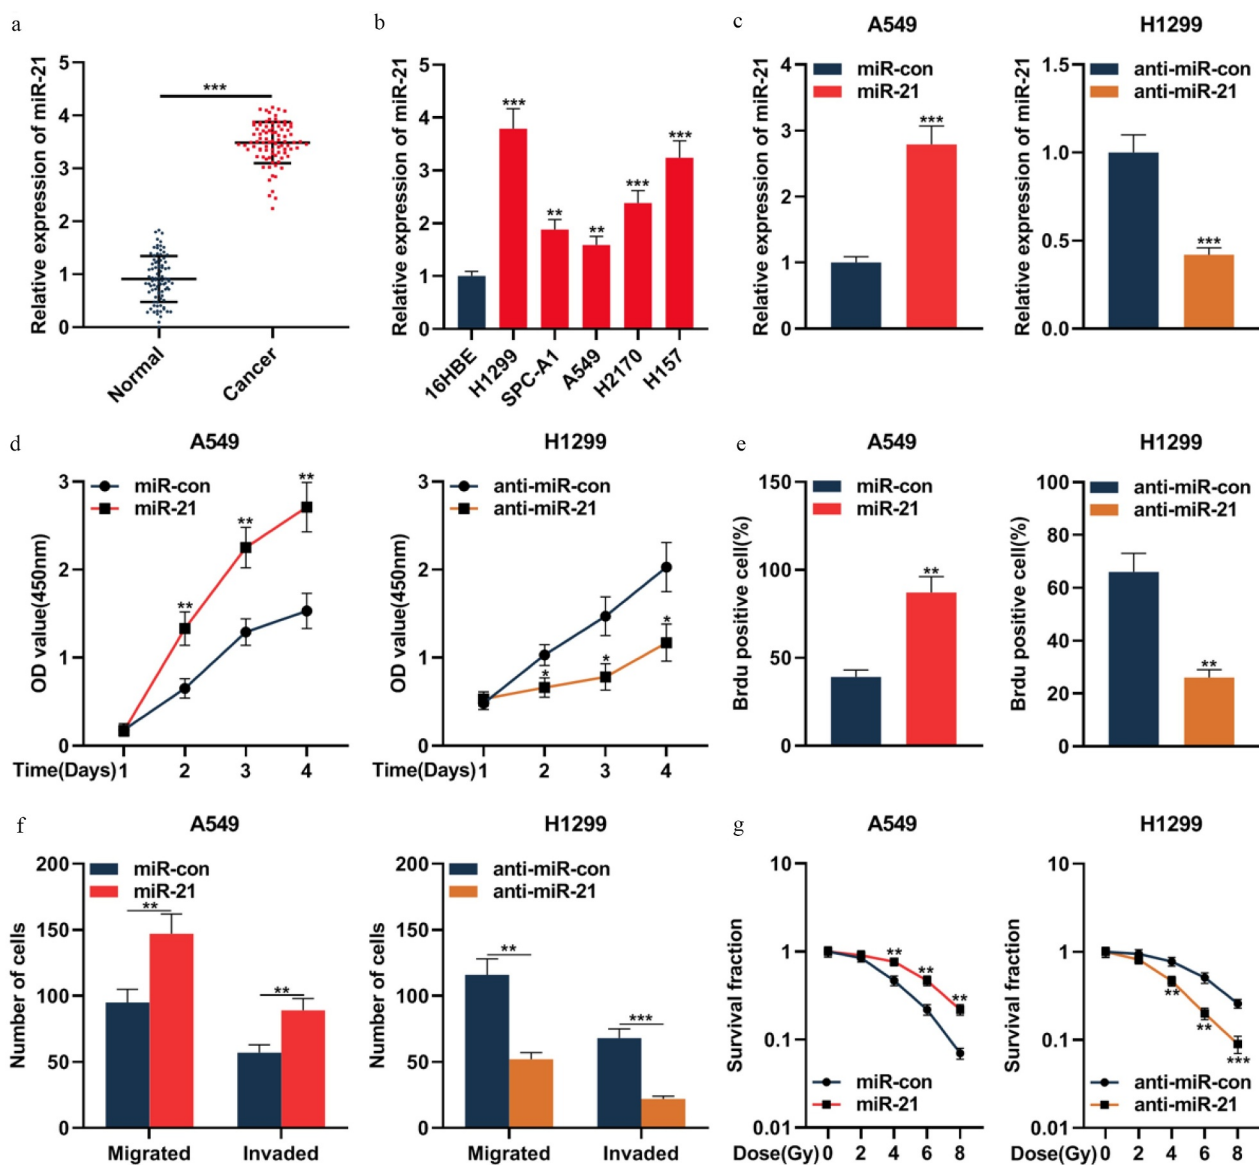 a
Relative expression of miR-21
5
4
3
2
1
0
***
Normal
Cancer
b
Relative expression of miR-21
5
4
3
2
1
0
***
**
**
***
***
16HBE
H1299
SPC-A1
A549
H2170
H157
c
A549
miR-con
miR-21
Relative expression of miR-21
4
3
2
1
0
***
H1299
anti-miR-con
anti-miR-21
Relative expression of miR-21
1.5
1.0
0.5
0.0
***
d
A549
miR-con
miR-21
OD value(450nm)
3
2
1
0
**
**
**
Time(Days) 1 2 3 4
H1299
anti-miR-con
anti-miR-21
OD value(450nm)
3
2
1
0
*
*
*
Time(Days) 1 2 3 4
e
A549
miR-con
miR-21
Brdu positive cell(%)
150
100
50
0
**
H1299
anti-miR-con
anti-miR-21
Brdu positive cell(%)
100
80
60
40
20
0
**
f
A549
miR-con
miR-21
Number of cells
200
150
100
50
0
**
**
Migrated Invaded
H1299
anti-miR-con
anti-miR-21
Number of cells
200
150
100
50
0
**
***
Migrated Invaded
g
A549
Survival fraction
10
1
0.1
0.01
**
**
**
miR-con
miR-21
Dose(Gy) 0 2 4 6 8
H1299
Survival fraction
10
1
0.1
0.01
**
**
***
anti-miR-con
anti-miR-21
Dose(Gy) 0 2 4 6 8